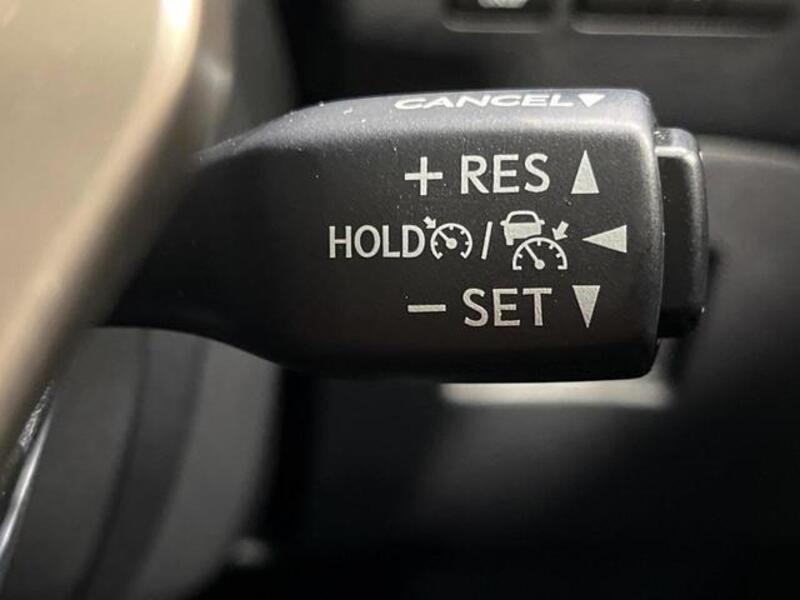 CANCEL
+ RES
HOLD /
− SET